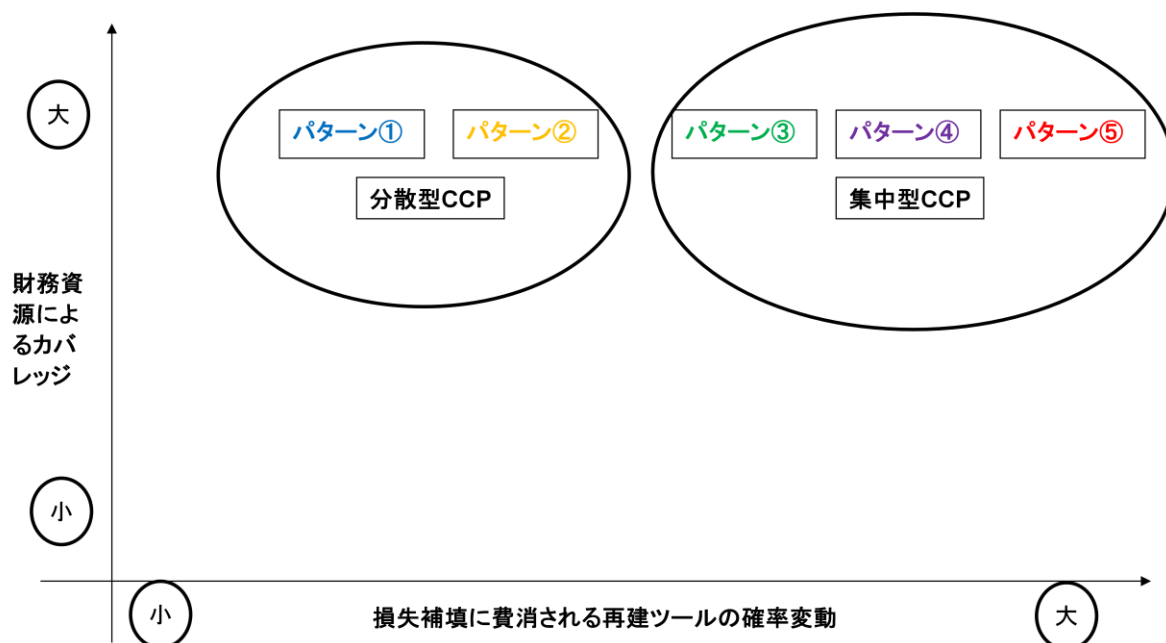 大
パターン①
パターン②
パターン③
パターン④
パターン⑤
分散型CCP
集中型CCP
財務資
源によ
るカバ
レッジ
小
小
損失補填に費消される再建ツールの確率変動
大